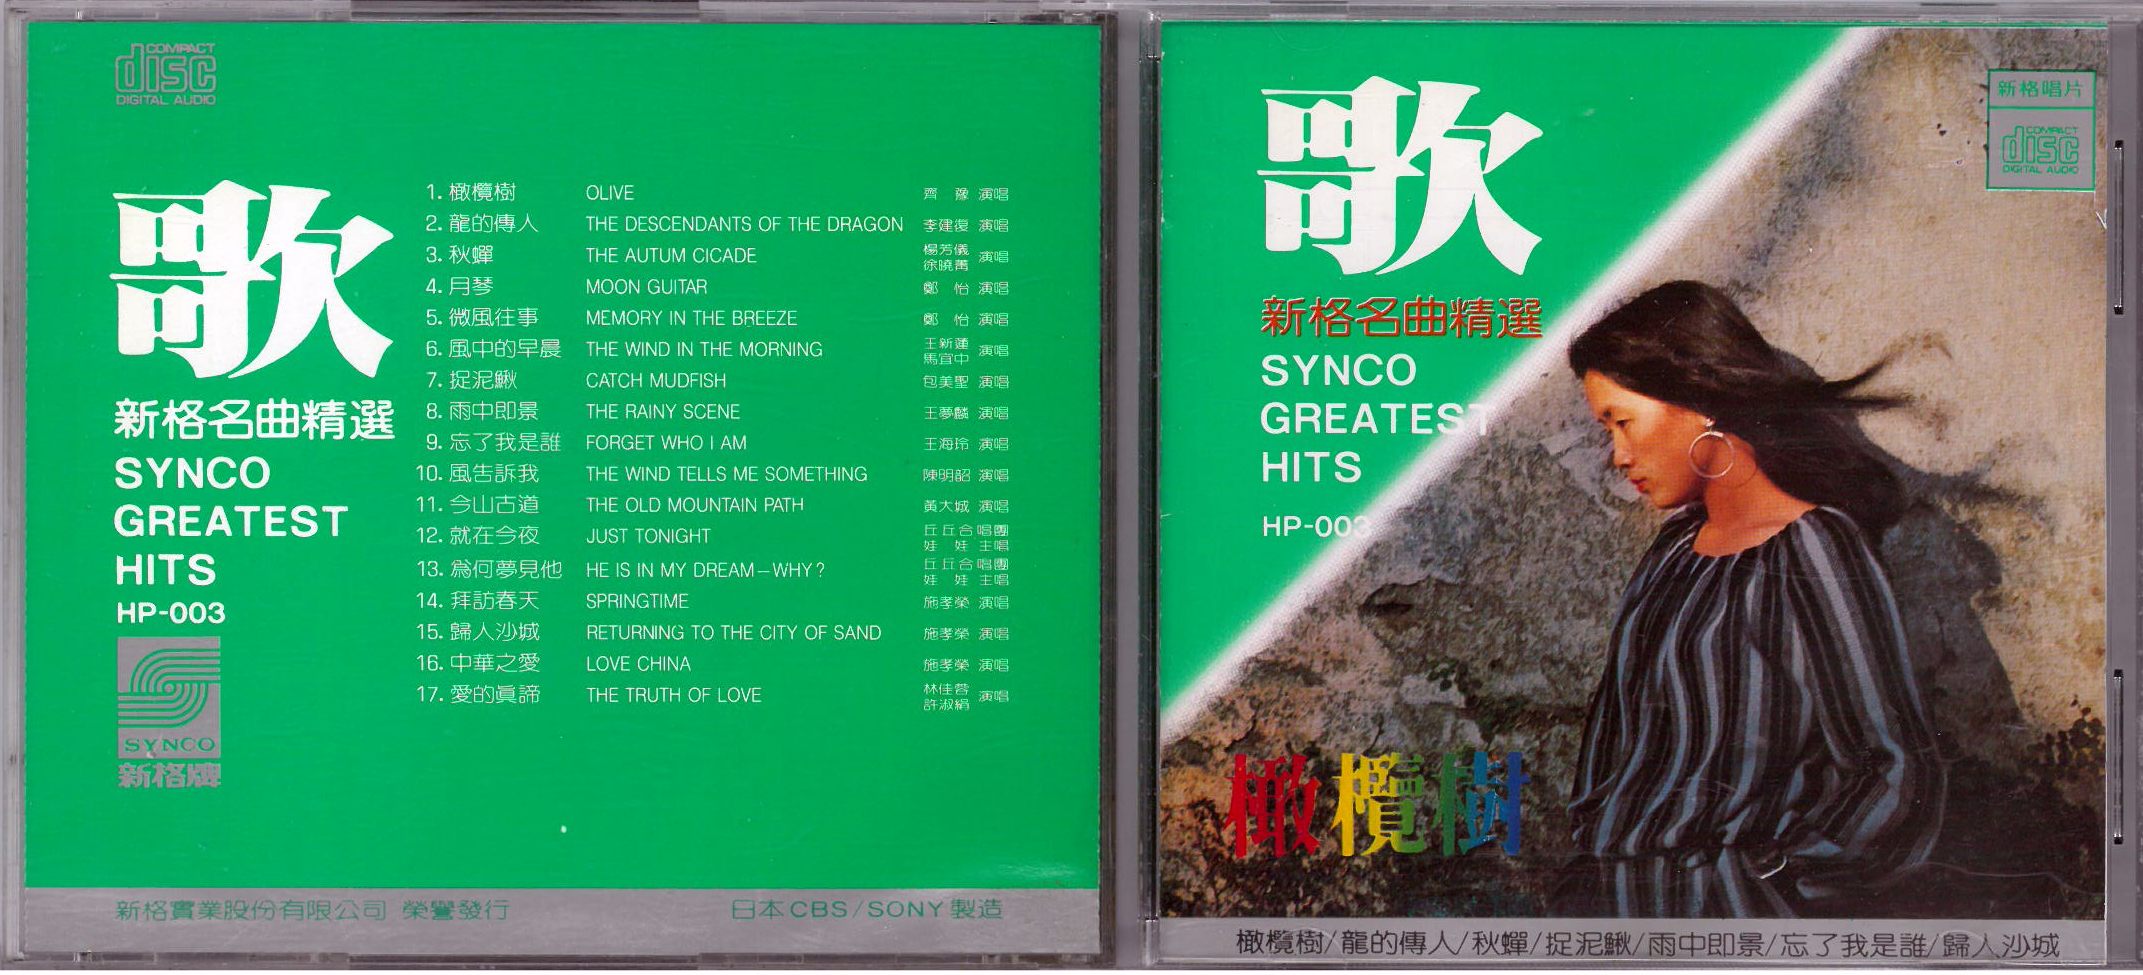 COMPACT
disc
DIGITAL AUDIO
歌
新格名曲精選
SYNCO
GREATEST
HITS
HP-003
SYNCO
新格牌
1. 橄欖樹 OLIVE 齊豫 演唱
2. 龍的傳人 THE DESCENDANTS OF THE DRAGON 李建復 演唱
3. 秋蟬 THE AUTUM CICADE 楊芳儀 徐曉菁 演唱
4. 月琴 MOON GUITAR 鄭怡 演唱
5. 微風往事 MEMORY IN THE BREEZE 鄭怡 演唱
6. 風中的早晨 THE WIND IN THE MORNING 王新蓮 馬宜中 演唱
7. 捉泥鰍 CATCH MUDFISH 包美聖 演唱
8. 雨中即景 THE RAINY SCENE 王夢麟 演唱
9. 忘了我是誰 FORGET WHO I AM 王海玲 演唱
10. 風告訴我 THE WIND TELLS ME SOMETHING 陳明韶 演唱
11. 今山古道 THE OLD MOUNTAIN PATH 黃大城 演唱
12. 就在今夜 JUST TONIGHT 丘丘合唱團 娃娃 主唱
13. 爲何夢見他 HE IS IN MY DREAM—WHY? 丘丘合唱團 娃娃 主唱
14. 拜訪春天 SPRINGTIME 施孝榮 演唱
15. 歸人沙城 RETURNING TO THE CITY OF SAND 施孝榮 演唱
16. 中華之愛 LOVE CHINA 施孝榮 演唱
17. 愛的眞諦 THE TRUTH OF LOVE 林佳蓉 許淑絹 演唱
新格實業股份有限公司 榮譽發行
日本CBS/SONY製造
歌
新格名曲精選
SYNCO
GREATEST
HITS
HP-003
新格唱片
COMPACT
disc
DIGITAL AUDIO
橄欖樹
橄欖樹/龍的傳人/秋蟬/捉泥鰍/雨中即景/忘了我是誰/歸人沙城